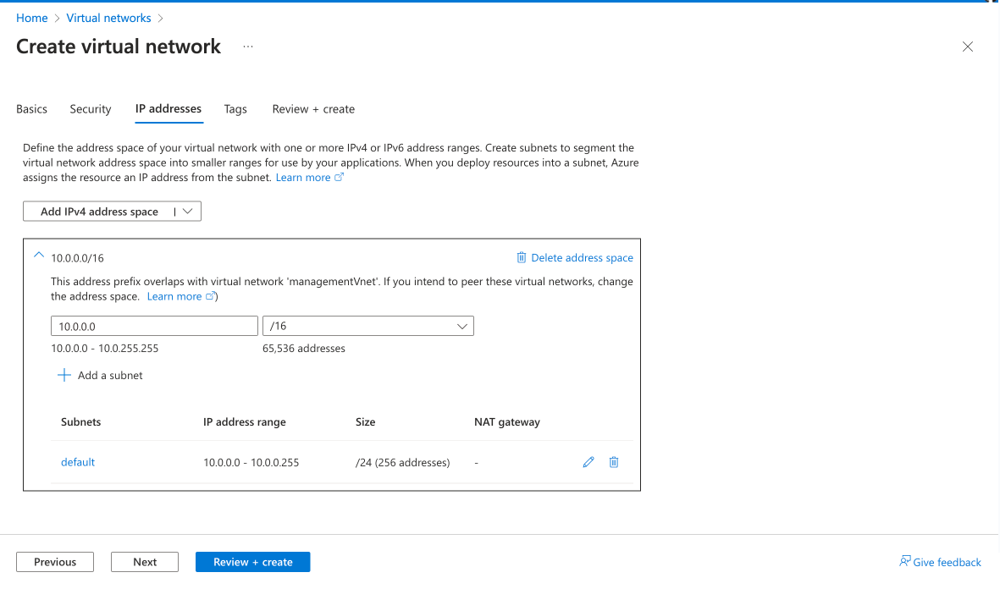 Home > Virtual networks >
Create virtual network ...
Basics Security IP addresses Tags Review + create
Define the address space of your virtual network with one or more IPv4 or IPv6 address ranges. Create subnets to segment the
virtual network address space into smaller ranges for use by your applications. When you deploy resources into a subnet, Azure
assigns the resource an IP address from the subnet. Learn more
Add IPv4 address space |
10.0.0.0/16 Delete address space
This address prefix overlaps with virtual network 'managementVnet'. If you intend to peer these virtual networks, change
the address space. Learn more )
10.0.0.0 /16
10.0.0.0 - 10.0.255.255 65,536 addresses
+ Add a subnet
Subnets IP address range Size NAT gateway
default 10.0.0.0 - 10.0.0.255 /24 (256 addresses) -
Previous Next Review + create Give feedback